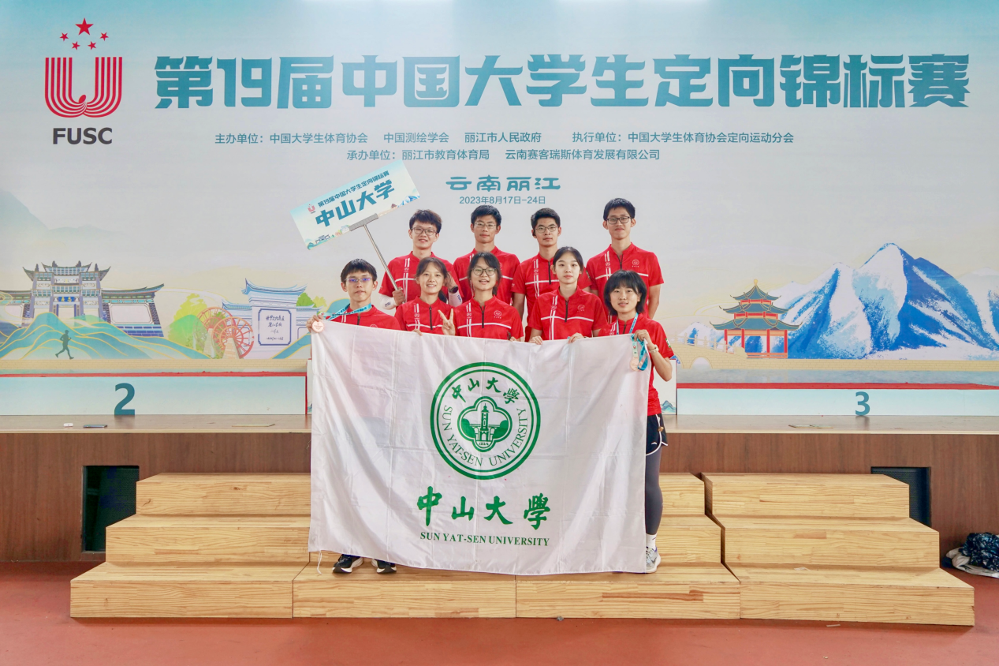 FUSC
第19届中国大学生定向锦标赛
主办单位：中国大学生体育协会 中国测绘学会 丽江市人民政府 执行单位：中国大学生体育协会定向运动分会
承办单位：丽江市教育体育局 云南赛客瑞斯体育发展有限公司
云南丽江
2023年8月17日-24日
第19届中国大学生定向锦标赛
中山大学
2
3
中山大學
SUN YAT-SEN UNIVERSITY
中山大學
SUN YAT-SEN UNIVERSITY